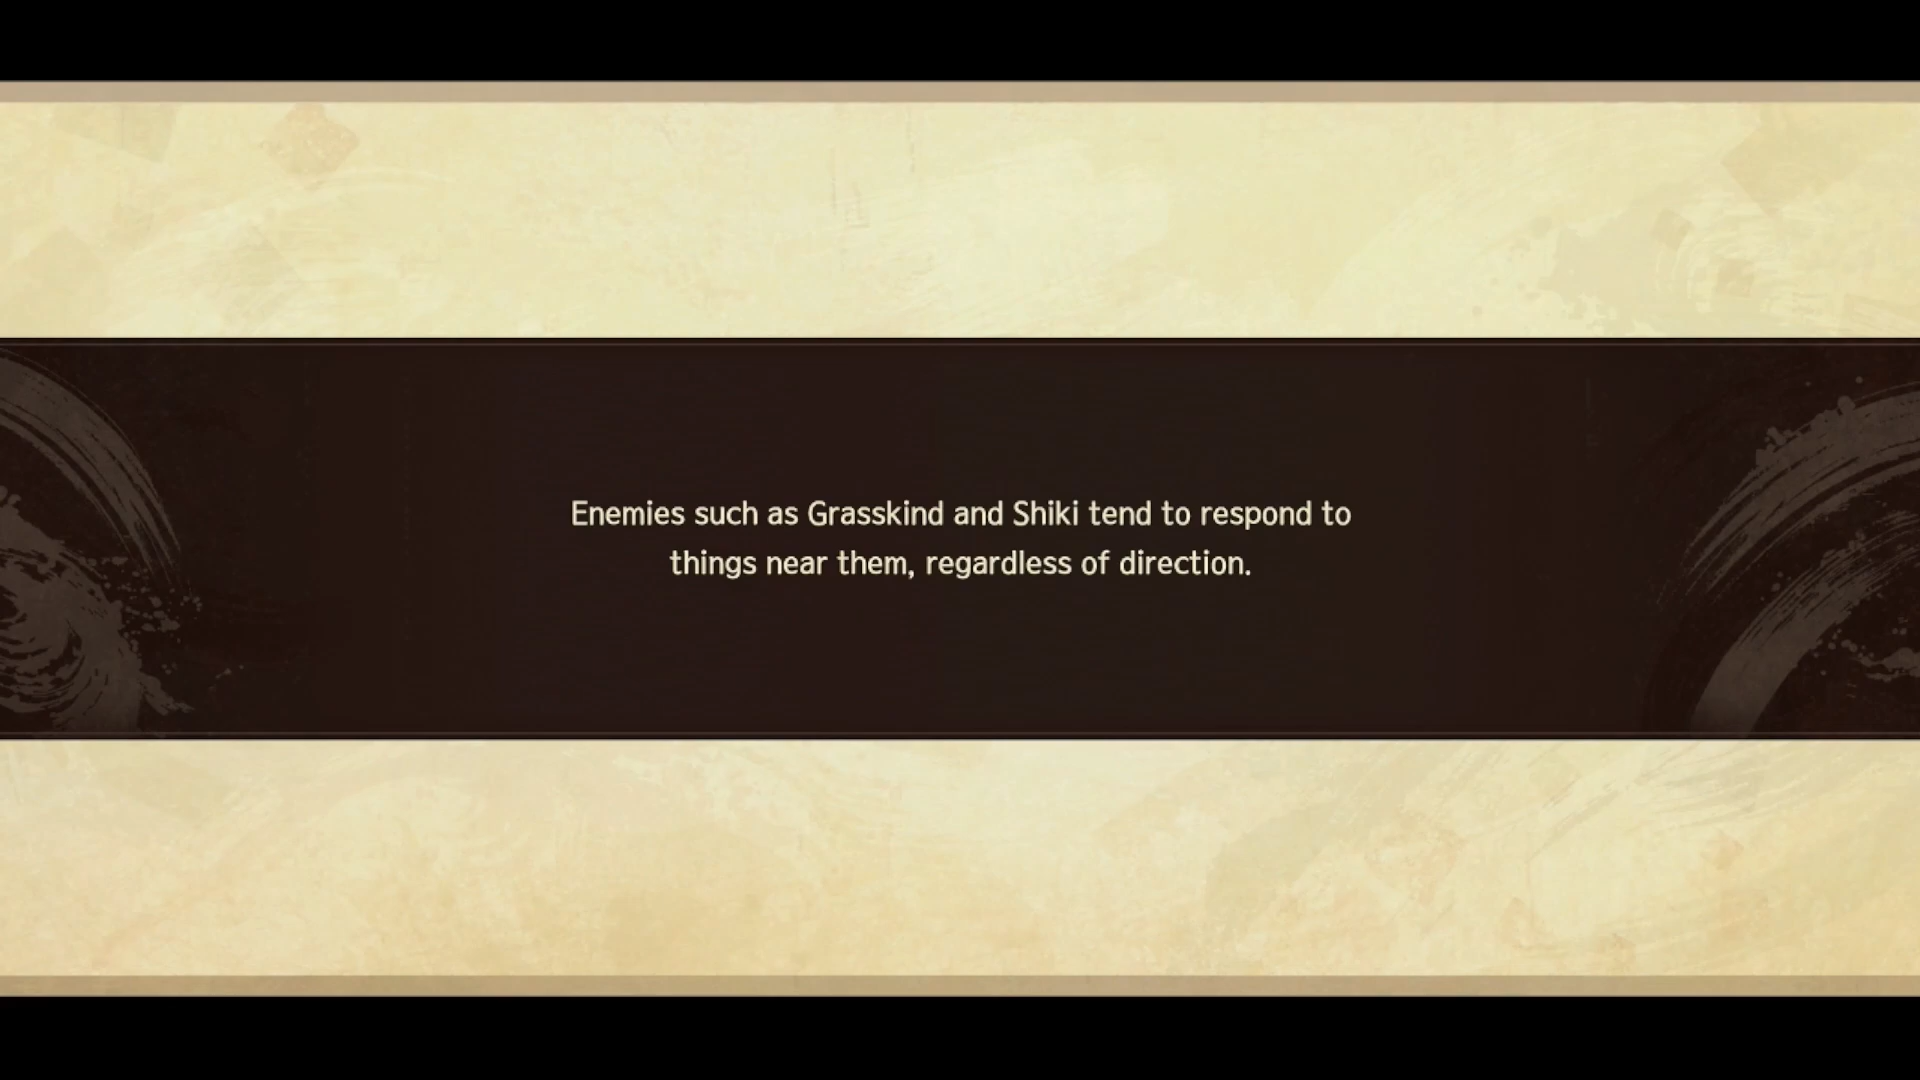 Enemies such as Grasskind and Shiki tend to respond to
things near them, regardless of direction.